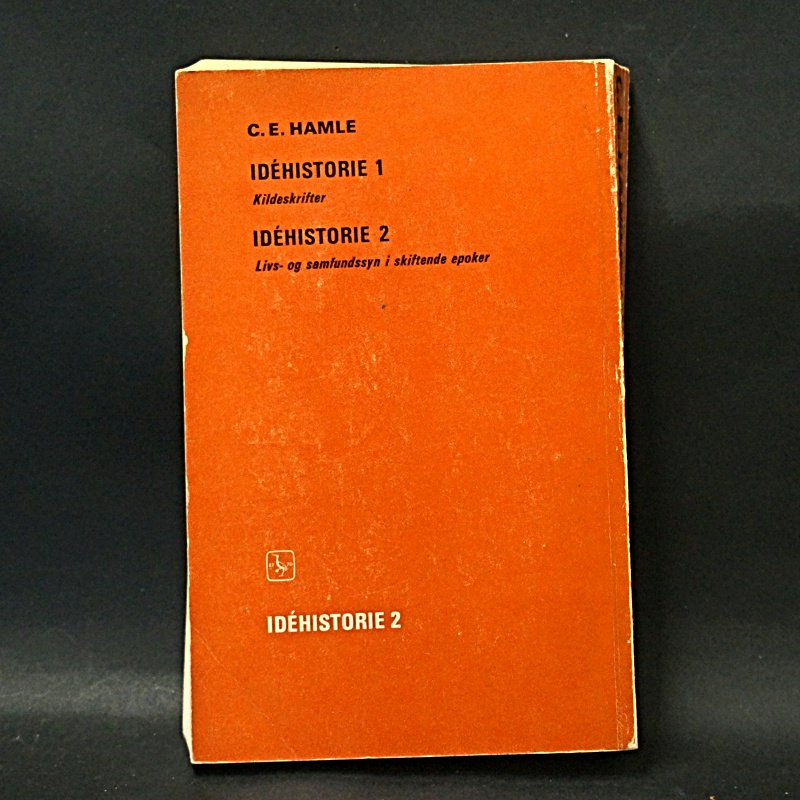 C. E. HAMLE
IDÉHISTORIE 1
Kildeskrifter
IDÉHISTORIE 2
Livs- og samfundssyn i skiftende epoker
IDÉHISTORIE 2